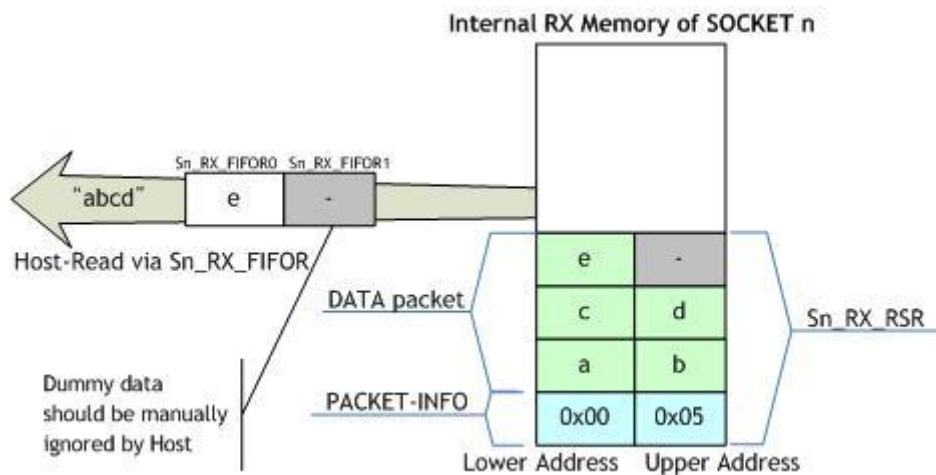 Internal RX Memory of SOCKET n
Sn_RX_FIFOR0 Sn_RX_FIFOR1
"abcd" e -
Host-Read via Sn_RX_FIFOR
e -
DATA packet
c d
Sn_RX_RSR
a b
Dummy data
should be manually
ignored by Host
PACKET-INFO
0x00 0x05
Lower Address Upper Address